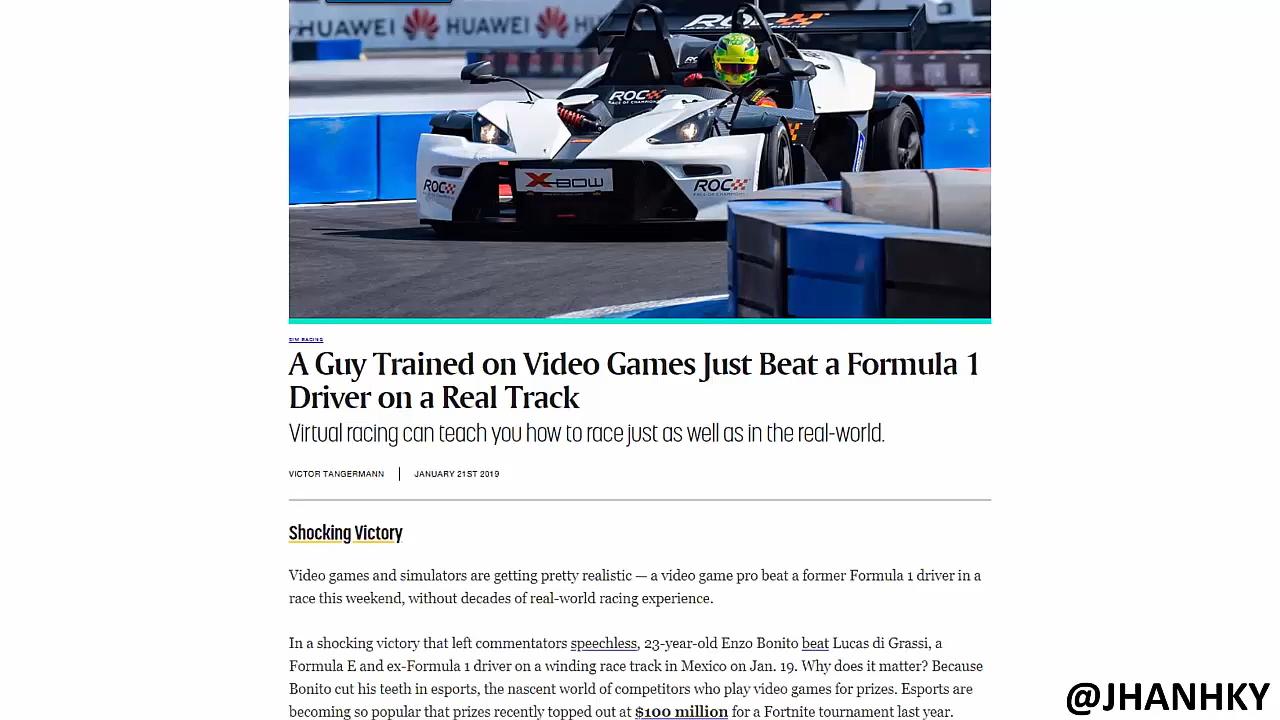 HUAWEI HUAWEI
ROC
ROC
RACE OF CHAMPIONS
ROC
X BOW
ROC
RACE OF CHAMPIONS
SIM RACING
A Guy Trained on Video Games Just Beat a Formula 1
Driver on a Real Track
Virtual racing can teach you how to race just as well as in the real-world.
VICTOR TANGERMANN | JANUARY 21ST 2019
Shocking Victory
Video games and simulators are getting pretty realistic — a video game pro beat a former Formula 1 driver in a
race this weekend, without decades of real-world racing experience.
In a shocking victory that left commentators speechless, 23-year-old Enzo Bonito beat Lucas di Grassi, a
Formula E and ex-Formula 1 driver on a winding race track in Mexico on Jan. 19. Why does it matter? Because
Bonito cut his teeth in esports, the nascent world of competitors who play video games for prizes. Esports are
becoming so popular that prizes recently topped out at $100 million for a Fortnite tournament last year.
@JHANHKY